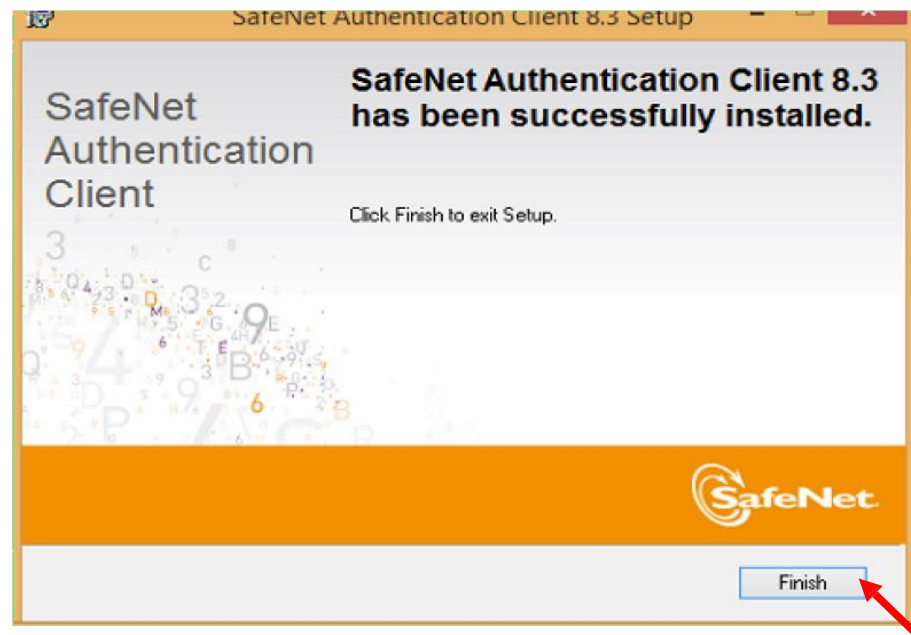 SafeNet Authentication Client 8.3 Setup
SafeNet
Authentication
Client
SafeNet Authentication Client 8.3
has been successfully installed.
Click Finish to exit Setup.
SafeNet.
Finish